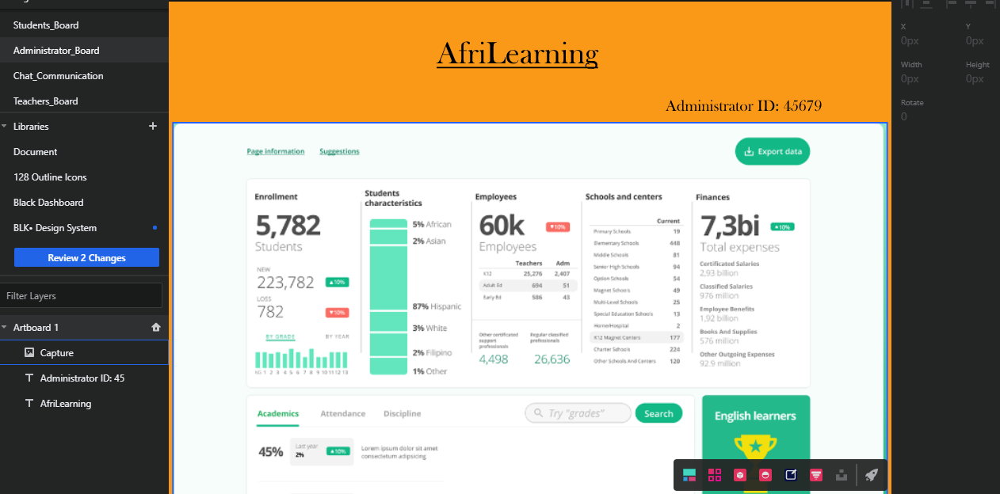 Students_Board
Administrator_Board
Chat_Communication
Teachers_Board
Libraries
Document
128 Outline Icons
Black Dashboard
BLK• Design System
Review 2 Changes
Filter Layers
Artboard 1
Capture
Administrator ID: 45
AfriLearning
AfriLearning
Administrator ID: 45679
Page information Suggestions
Export data
Enrollment
5,782
Students
NEW
223,782 ▲10%
LOSS
782 ▼10%
BY GRADE BY YEAR
KG 1 2 3 4 5 6 7 8 9 10 11 12 13
Students
characteristics
5% African
2% Asian
87% Hispanic
3% White
2% Filipino
1% Other
Employees
60k ▼10%
Employees
Teachers Adm
K12 25,276 2,407
Adult Ed 694 51
Early Ed 586 43
Other certificated
support
professionals
4,498
Regular classified
professionals
26,636
Schools and centers
Current
Primary Schools 19
Elementary Schools 448
Middle Schools 81
Senior High Schools 94
Option Schools 54
Magnet Schools 49
Multi-Level Schools 25
Special Education Schools 13
Home/Hospital 2
K12 Magnet Centers 177
Charter Schools 224
Other Schools And Centers 120
Finances
7,3bi ▲10%
Total expenses
Certificated Salaries
2,93 billion
Classified Salaries
976 million
Employee Benefits
1,92 billion
Books And Supplies
576 million
Other Outgoing Expenses
92.9 million
Academics Attendance Discipline
Try "grades" Search
45%
Last year
2%
▲10%
Lorem ipsum dolor sit amet
consectetum adipiscing
English learners
X Y
0px 0px
Width Height
0px 0px
Rotate
0